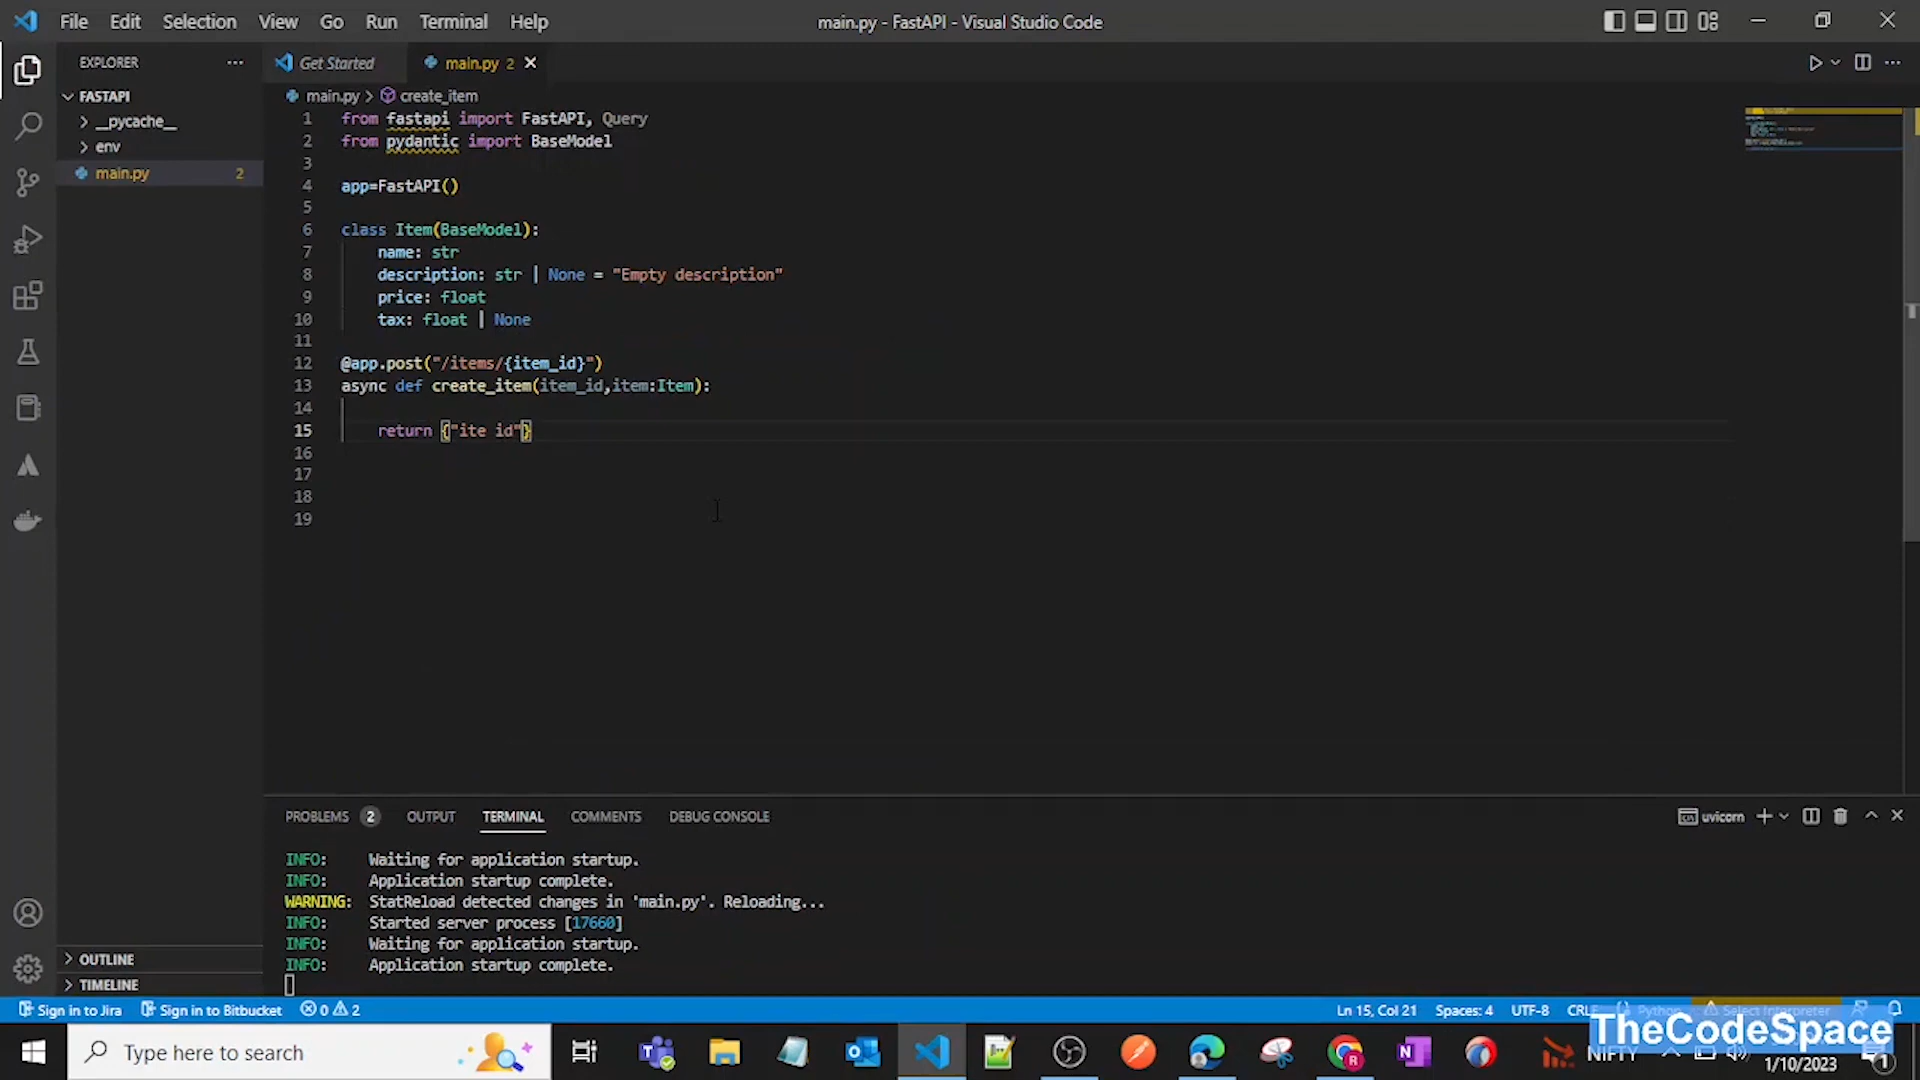 File Edit Selection View Go Run Terminal Help
main.py - FastAPI - Visual Studio Code
EXPLORER
FASTAPI
__pycache__
env
main.py 2
OUTLINE
TIMELINE
Get Started
main.py 2
main.py > create_item
1 from fastapi import FastAPI, Query
2 from pydantic import BaseModel
3
4 app=FastAPI()
5
6 class Item(BaseModel):
7 name: str
8 description: str | None = "Empty description"
9 price: float
10 tax: float | None
11
12 @app.post("/items/{item_id}")
13 async def create_item(item_id,item:Item):
14
15 return {"ite id"}
16
17
18
19
PROBLEMS 2 OUTPUT TERMINAL COMMENTS DEBUG CONSOLE
uvicorn
INFO: Waiting for application startup.
INFO: Application startup complete.
WARNING: StatReload detected changes in 'main.py'. Reloading...
INFO: Started server process [17660]
INFO: Waiting for application startup.
INFO: Application startup complete.
Sign in to Jira Sign in to Bitbucket 0 2
Ln 15, Col 21 Spaces: 4 UTF-8 CRLF Python Select Interpreter
TheCodeSpace
Type here to search
NIFTY
1/10/2023
1